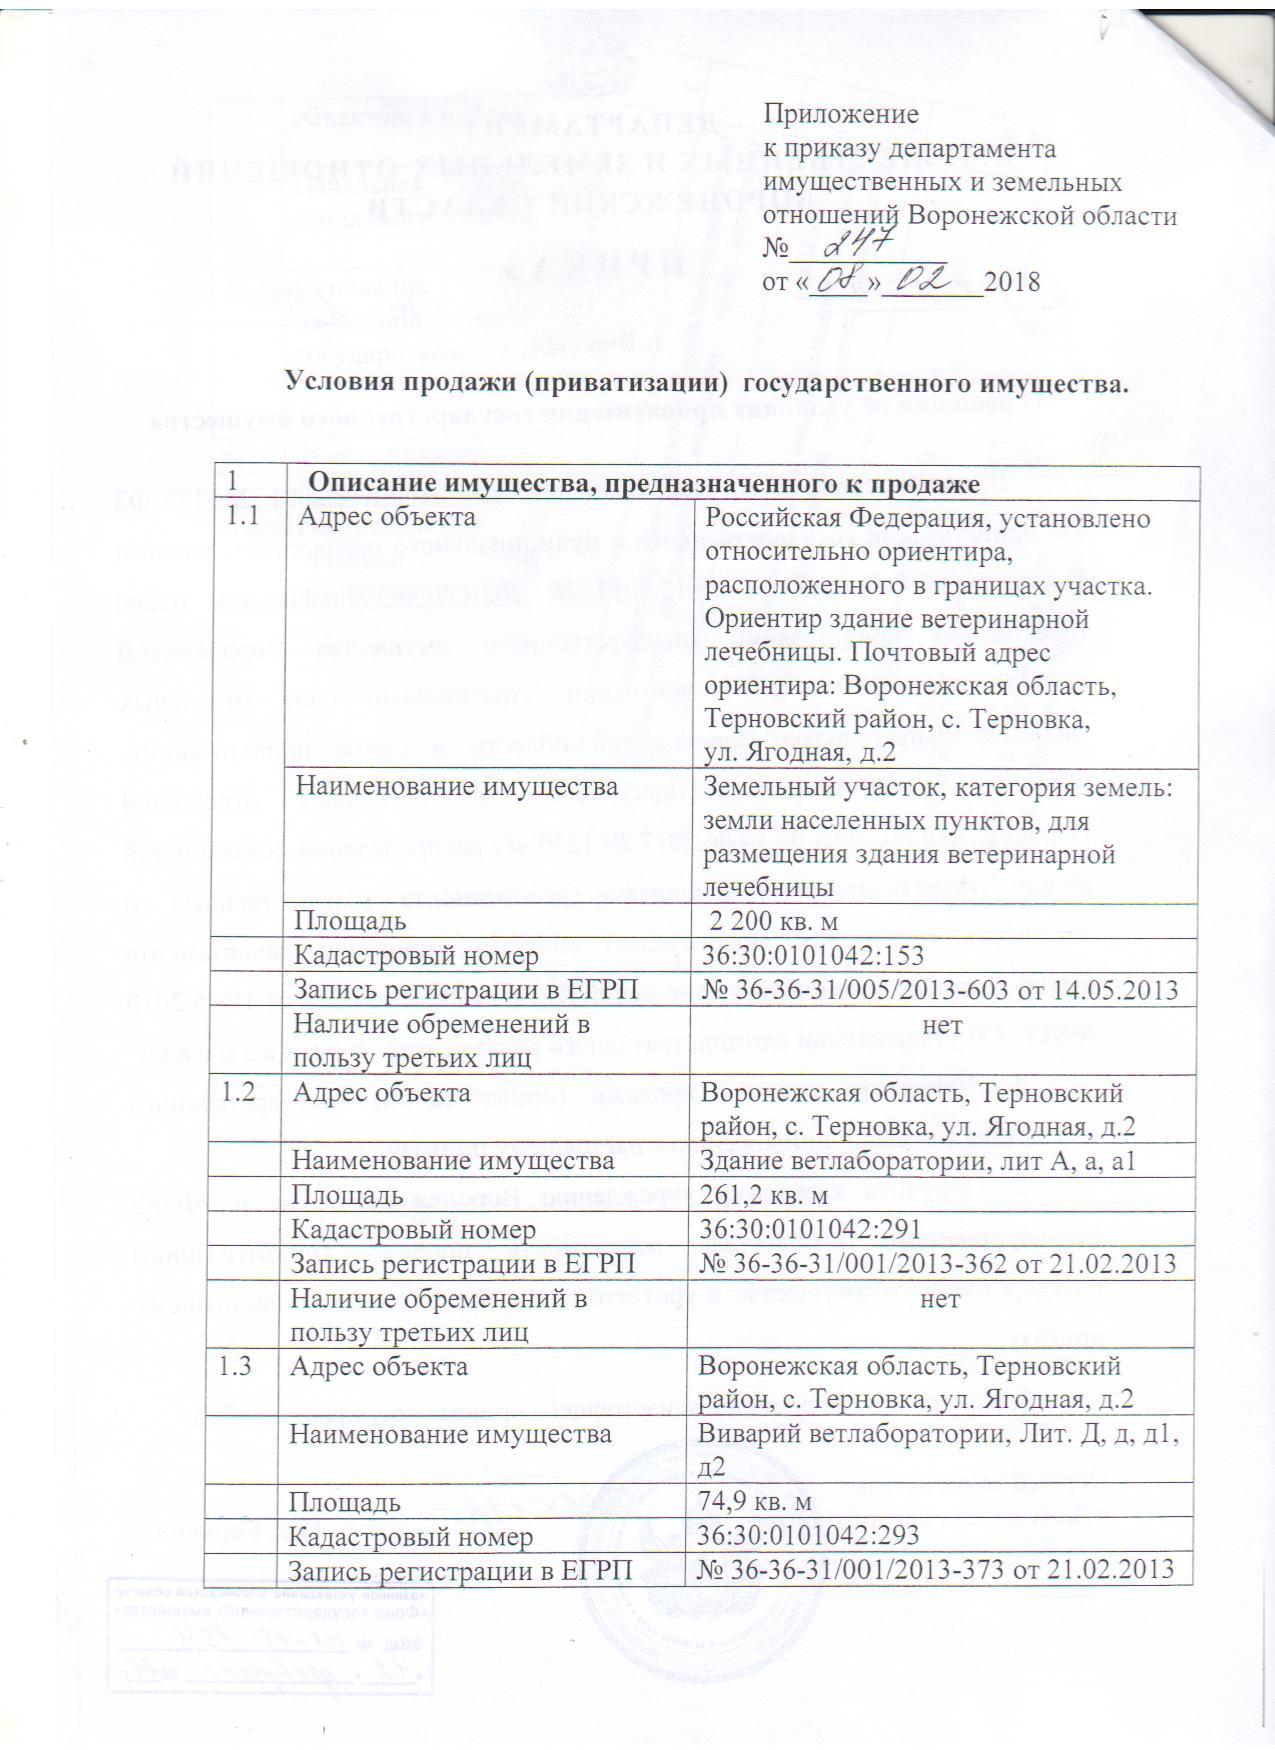 Приложение
к приказу департамента
имущественных и земельных
отношений Воронежской области
№ 247
от « 08 » 02 2018
Условия продажи (приватизации) государственного имущества.
1 Описание имущества, предназначенного к продаже
1.1 Адрес объекта Российская Федерация, установлено
относительно ориентира,
расположенного в границах участка.
Ориентир здание ветеринарной
лечебницы. Почтовый адрес
ориентира: Воронежская область,
Терновский район, с. Терновка,
ул. Ягодная, д.2
Наименование имущества Земельный участок, категория земель:
земли населенных пунктов, для
размещения здания ветеринарной
лечебницы
Площадь 2 200 кв. м
Кадастровый номер 36:30:0101042:153
Запись регистрации в ЕГРП № 36-36-31/005/2013-603 от 14.05.2013
Наличие обременений в нет
пользу третьих лиц
1.2 Адрес объекта Воронежская область, Терновский
район, с. Терновка, ул. Ягодная, д.2
Наименование имущества Здание ветлаборатории, лит А, а, а1
Площадь 261,2 кв. м
Кадастровый номер 36:30:0101042:291
Запись регистрации в ЕГРП № 36-36-31/001/2013-362 от 21.02.2013
Наличие обременений в нет
пользу третьих лиц
1.3 Адрес объекта Воронежская область, Терновский
район, с. Терновка, ул. Ягодная, д.2
Наименование имущества Виварий ветлаборатории, Лит. Д, д, д1,
д2
Площадь 74,9 кв. м
Кадастровый номер 36:30:0101042:293
Запись регистрации в ЕГРП № 36-36-31/001/2013-373 от 21.02.2013